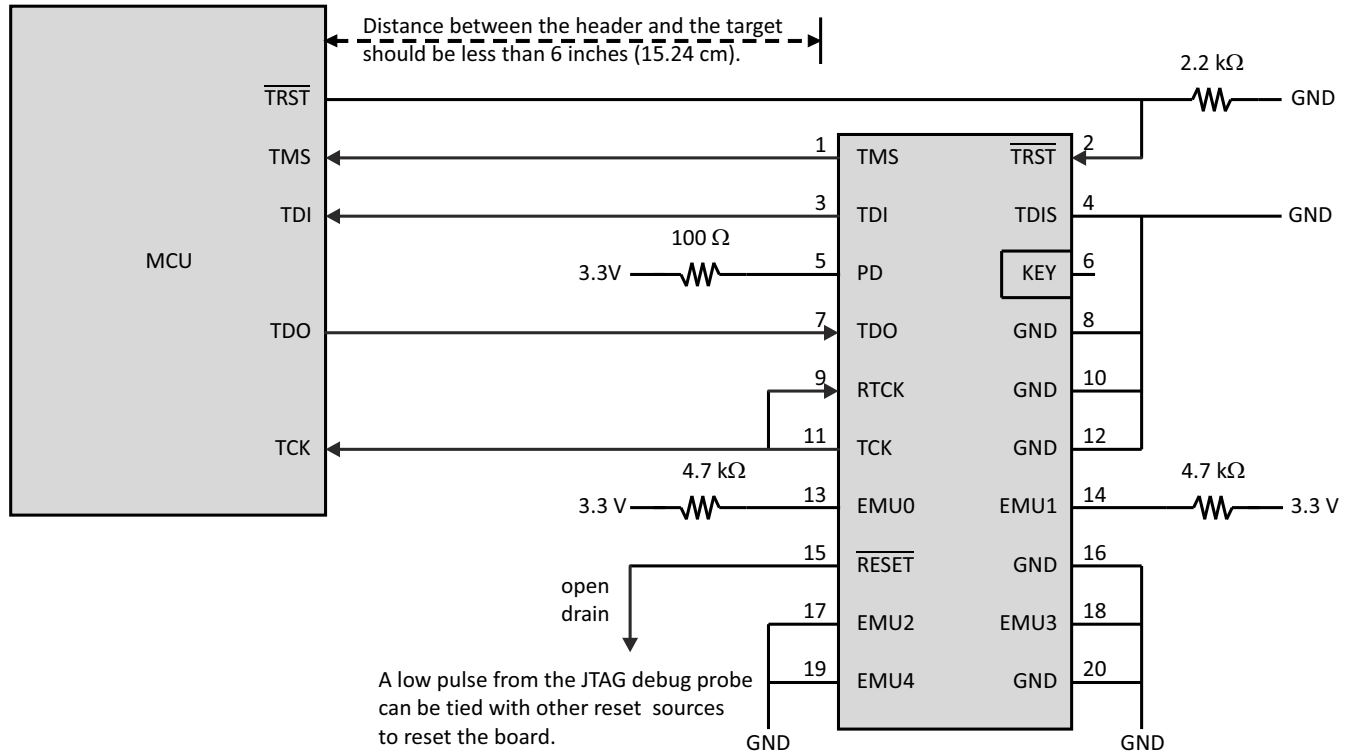 Distance between the header and the target
should be less than 6 inches (15.24 cm).
2.2 kΩ
TRST
GND
TMS
1
TMS
TRST
2
TDI
3
TDI
TDIS
4
GND
100 Ω
MCU
3.3V
5
PD
KEY
6
TDO
7
TDO
GND
8
9
RTCK
GND
10
TCK
11
TCK
GND
12
4.7 kΩ
4.7 kΩ
3.3 V
13
EMU0
EMU1
14
3.3 V
15
RESET
GND
16
open
drain
17
EMU2
EMU3
18
19
EMU4
GND
20
A low pulse from the JTAG debug probe
can be tied with other reset sources
to reset the board.
GND
GND